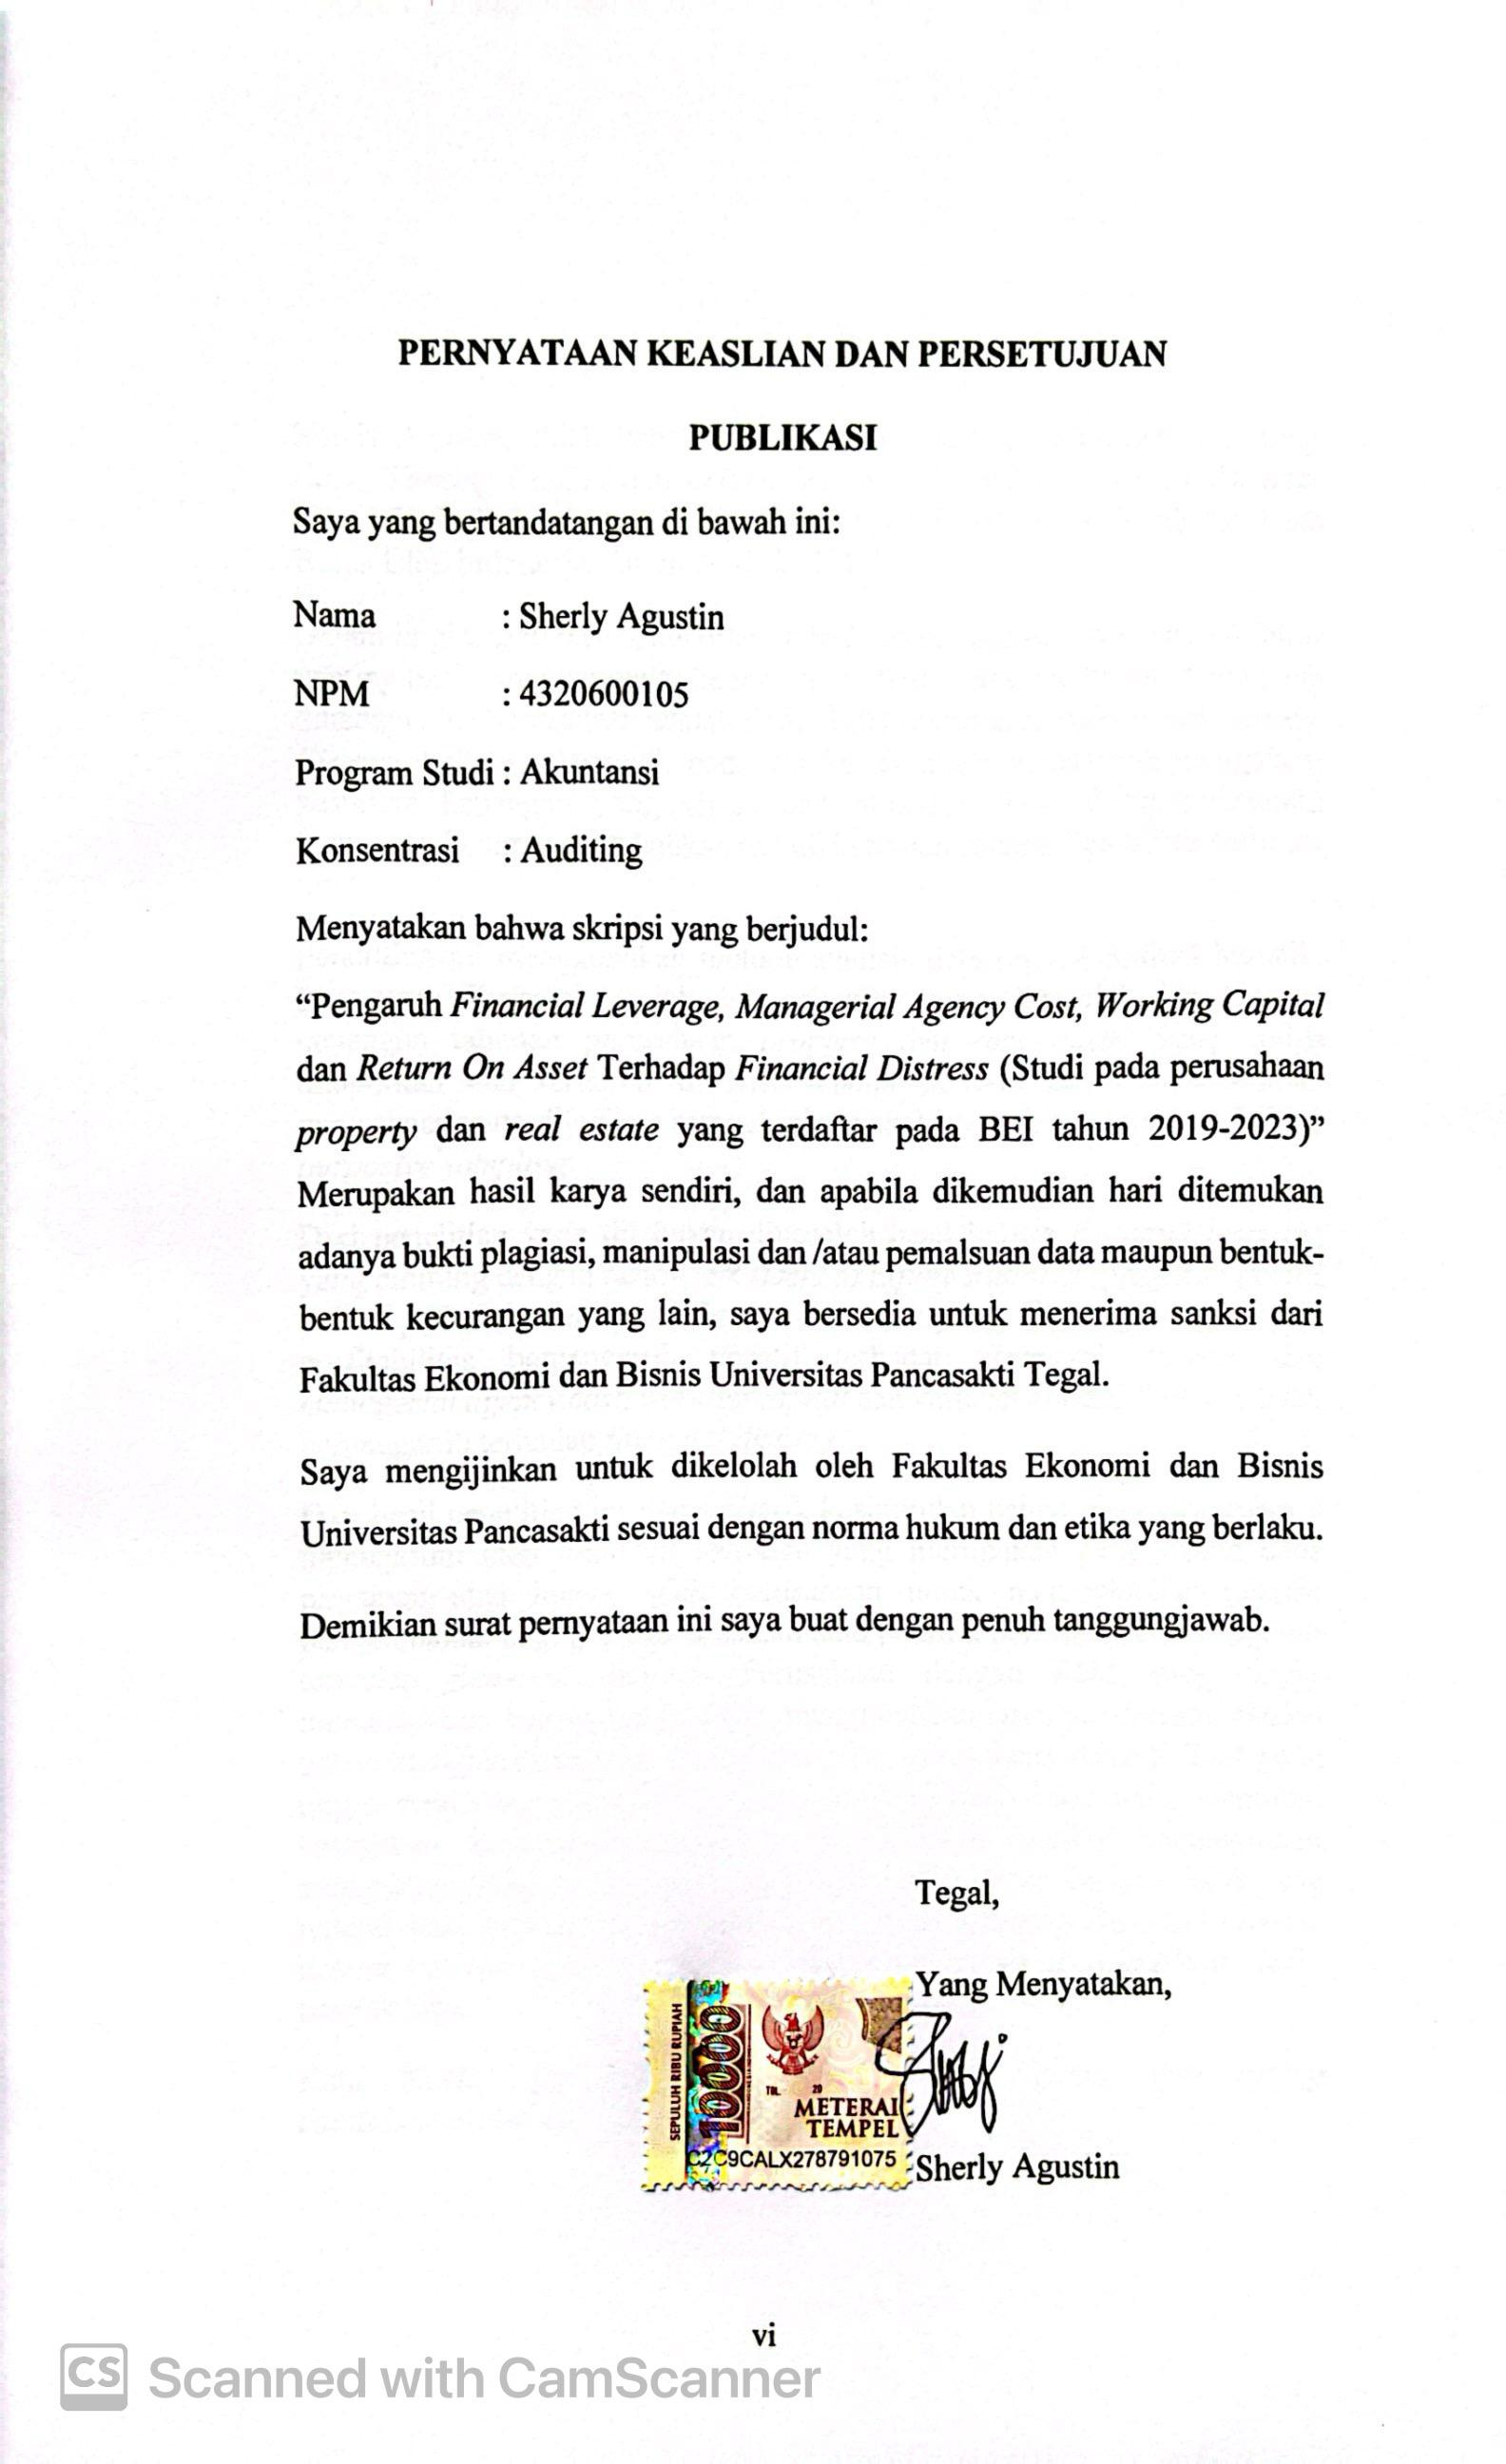 PERNYATAAN KEASLIAN DAN PERSETUJUAN
PUBLIKASI
Saya yang bertandatangan di bawah ini:
Nama : Sherly Agustin
NPM : 4320600105
Program Studi : Akuntansi
Konsentrasi : Auditing
Menyatakan bahwa skripsi yang berjudul:
“Pengaruh Financial Leverage, Managerial Agency Cost, Working Capital
dan Return On Asset Terhadap Financial Distress (Studi pada perusahaan
property dan real estate yang terdaftar pada BEI tahun 2019-2023)”
Merupakan hasil karya sendiri, dan apabila dikemudian hari ditemukan
adanya bukti plagiasi, manipulasi dan /atau pemalsuan data maupun bentuk-
bentuk kecurangan yang lain, saya bersedia untuk menerima sanksi dari
Fakultas Ekonomi dan Bisnis Universitas Pancasakti Tegal.
Saya mengijinkan untuk dikelolah oleh Fakultas Ekonomi dan Bisnis
Universitas Pancasakti sesuai dengan norma hukum dan etika yang berlaku.
Demikian surat pernyataan ini saya buat dengan penuh tanggungjawab.
Tegal,
Yang Menyatakan,
SEPULUH RIBU RUPIAH
10000
TGL. 20
METERAI
TEMPEL
C2C9CALX278791075
Sherly Agustin
vi
CS Scanned with CamScanner